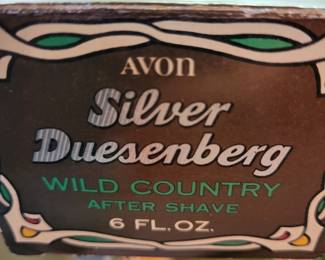 AVON
Silver
Duesenberg
WILD COUNTRY
AFTER SHAVE
6 FL. OZ.